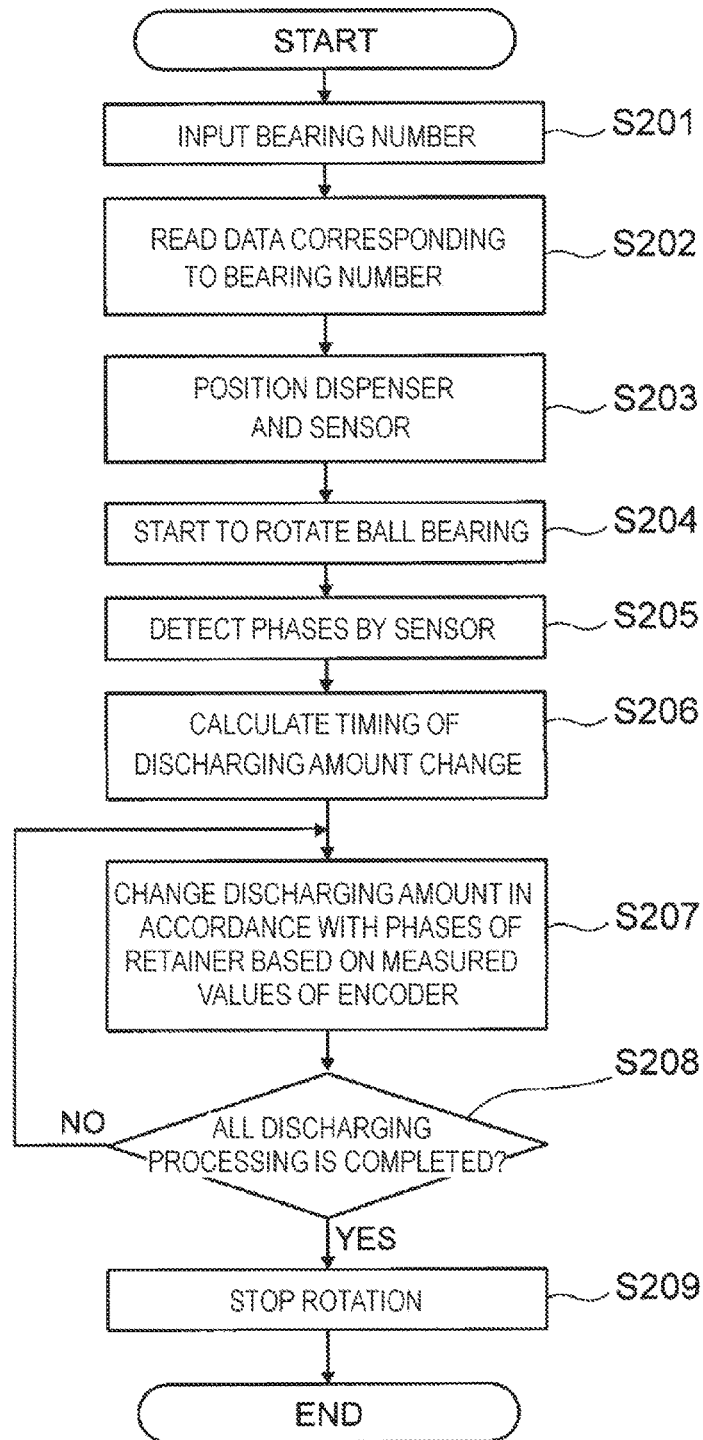 START
INPUT BEARING NUMBER
S201
READ DATA CORRESPONDING
TO BEARING NUMBER
S202
POSITION DISPENSER
AND SENSOR
S203
START TO ROTATE BALL BEARING
S204
DETECT PHASES BY SENSOR
S205
CALCULATE TIMING OF
DISCHARGING AMOUNT CHANGE
S206
CHANGE DISCHARGING AMOUNT IN
ACCORDANCE WITH PHASES OF
RETAINER BASED ON MEASURED
VALUES OF ENCODER
S207
S208
NO
ALL DISCHARGING
PROCESSING IS COMPLETED?
YES
STOP ROTATION
S209
END